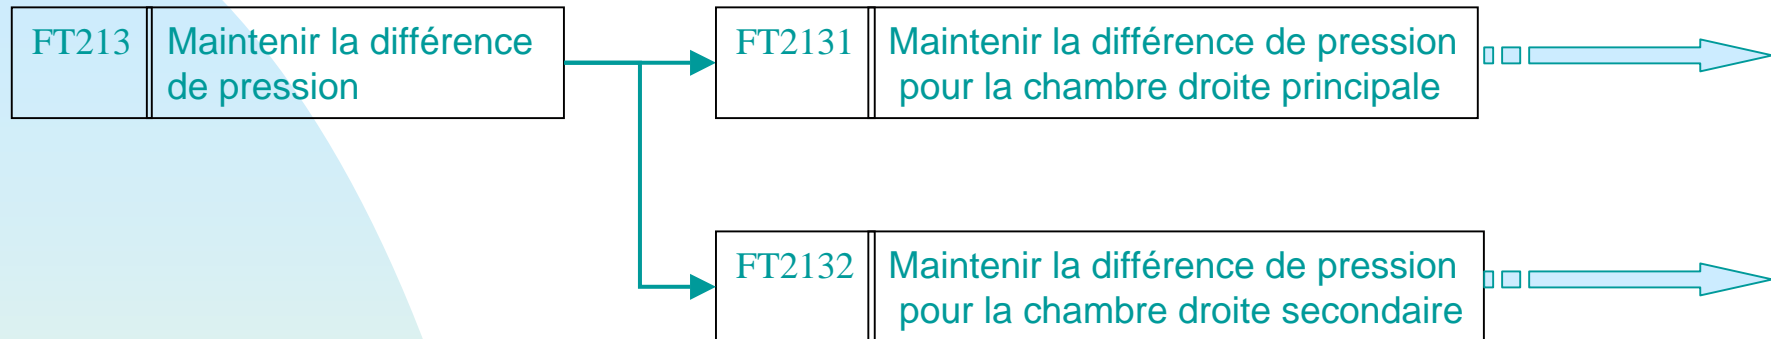 FT213
Maintenir la différence
de pression
FT2131
Maintenir la différence de pression
pour la chambre droite principale
FT2132
Maintenir la différence de pression
pour la chambre droite secondaire